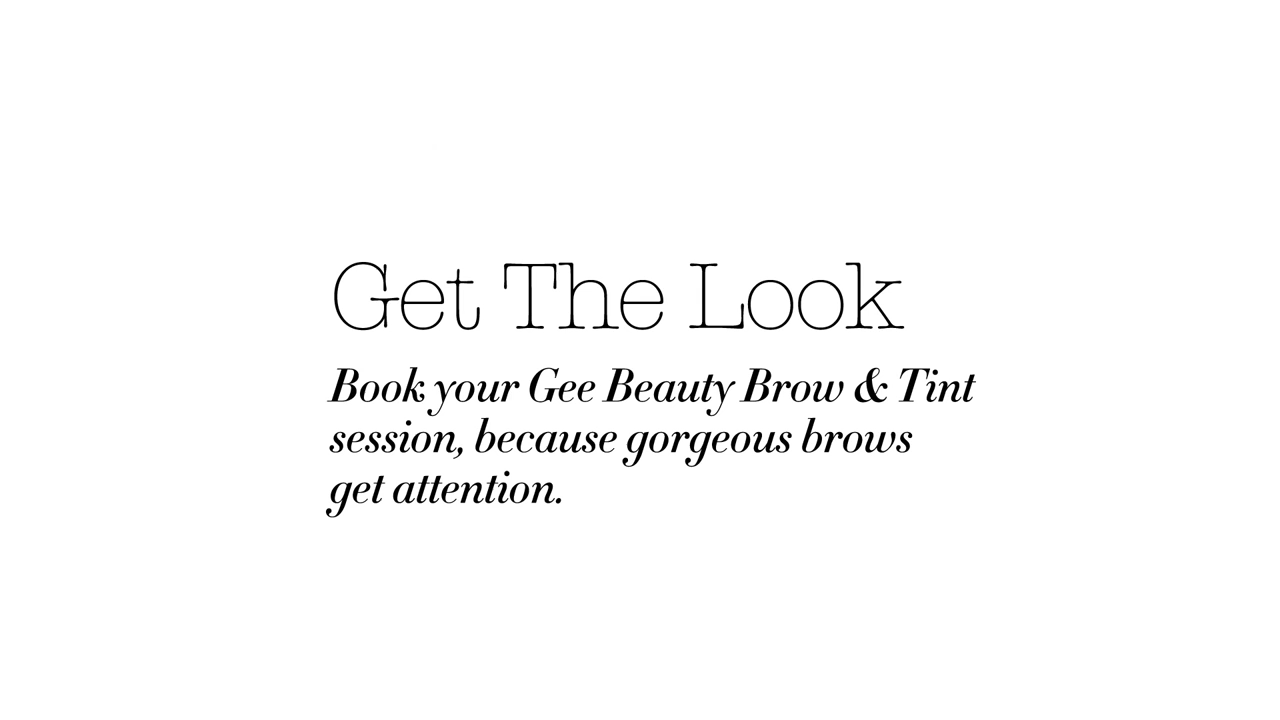 Get The Look
Book your Gee Beauty Brow & Tint
session, because gorgeous brows
get attention.